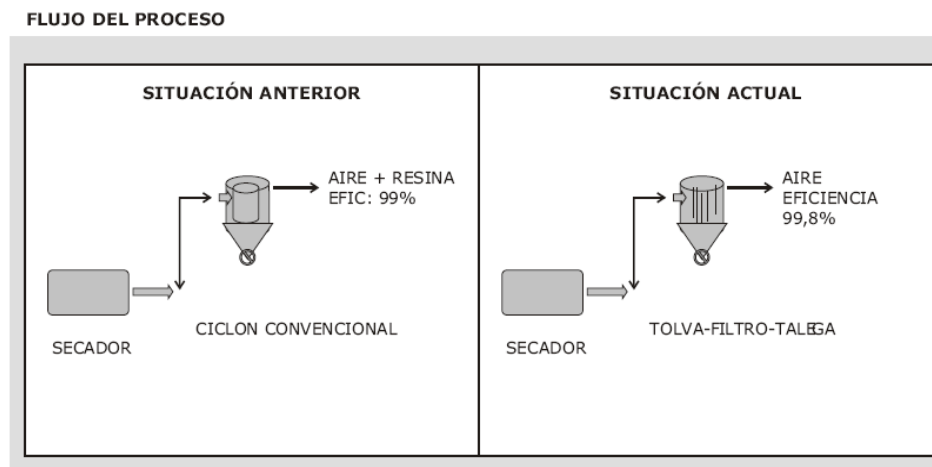 FLUJO DEL PROCESO
SITUACIÓN ANTERIOR
AIRE + RESINA
EFIC: 99%
CICLON CONVENCIONAL
SECADOR
SITUACIÓN ACTUAL
AIRE
EFICIENCIA
99,8%
TOLVA-FILTRO-TALEGA
SECADOR